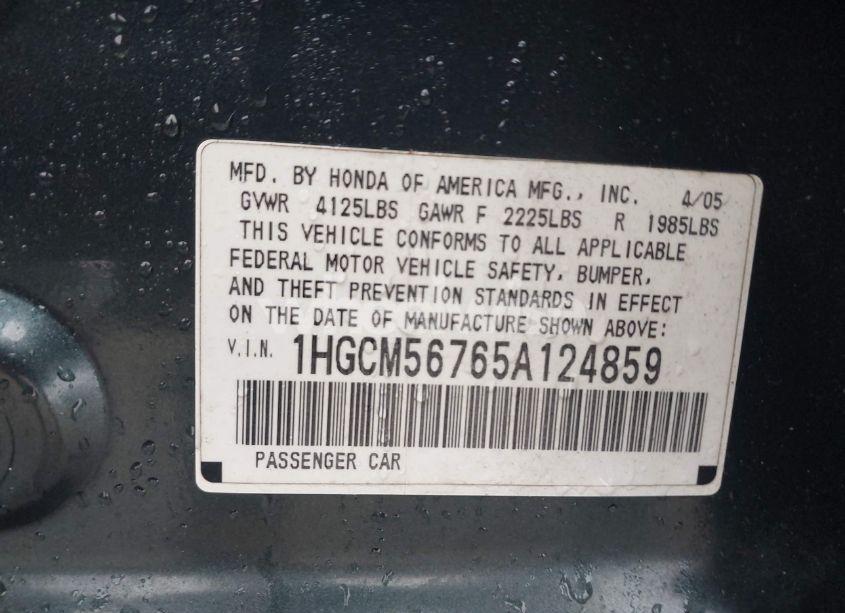 MFD. BY HONDA OF AMERICA MFG., INC. 4/05
GVWR 4125LBS GAWR F 2225LBS R 1985LBS
THIS VEHICLE CONFORMS TO ALL APPLICABLE
FEDERAL MOTOR VEHICLE SAFETY, BUMPER,
AND THEFT PREVENTION STANDARDS IN EFFECT
ON THE DATE OF MANUFACTURE SHOWN ABOVE:
V.I.N. 1HGCM56765A124859
PASSENGER CAR